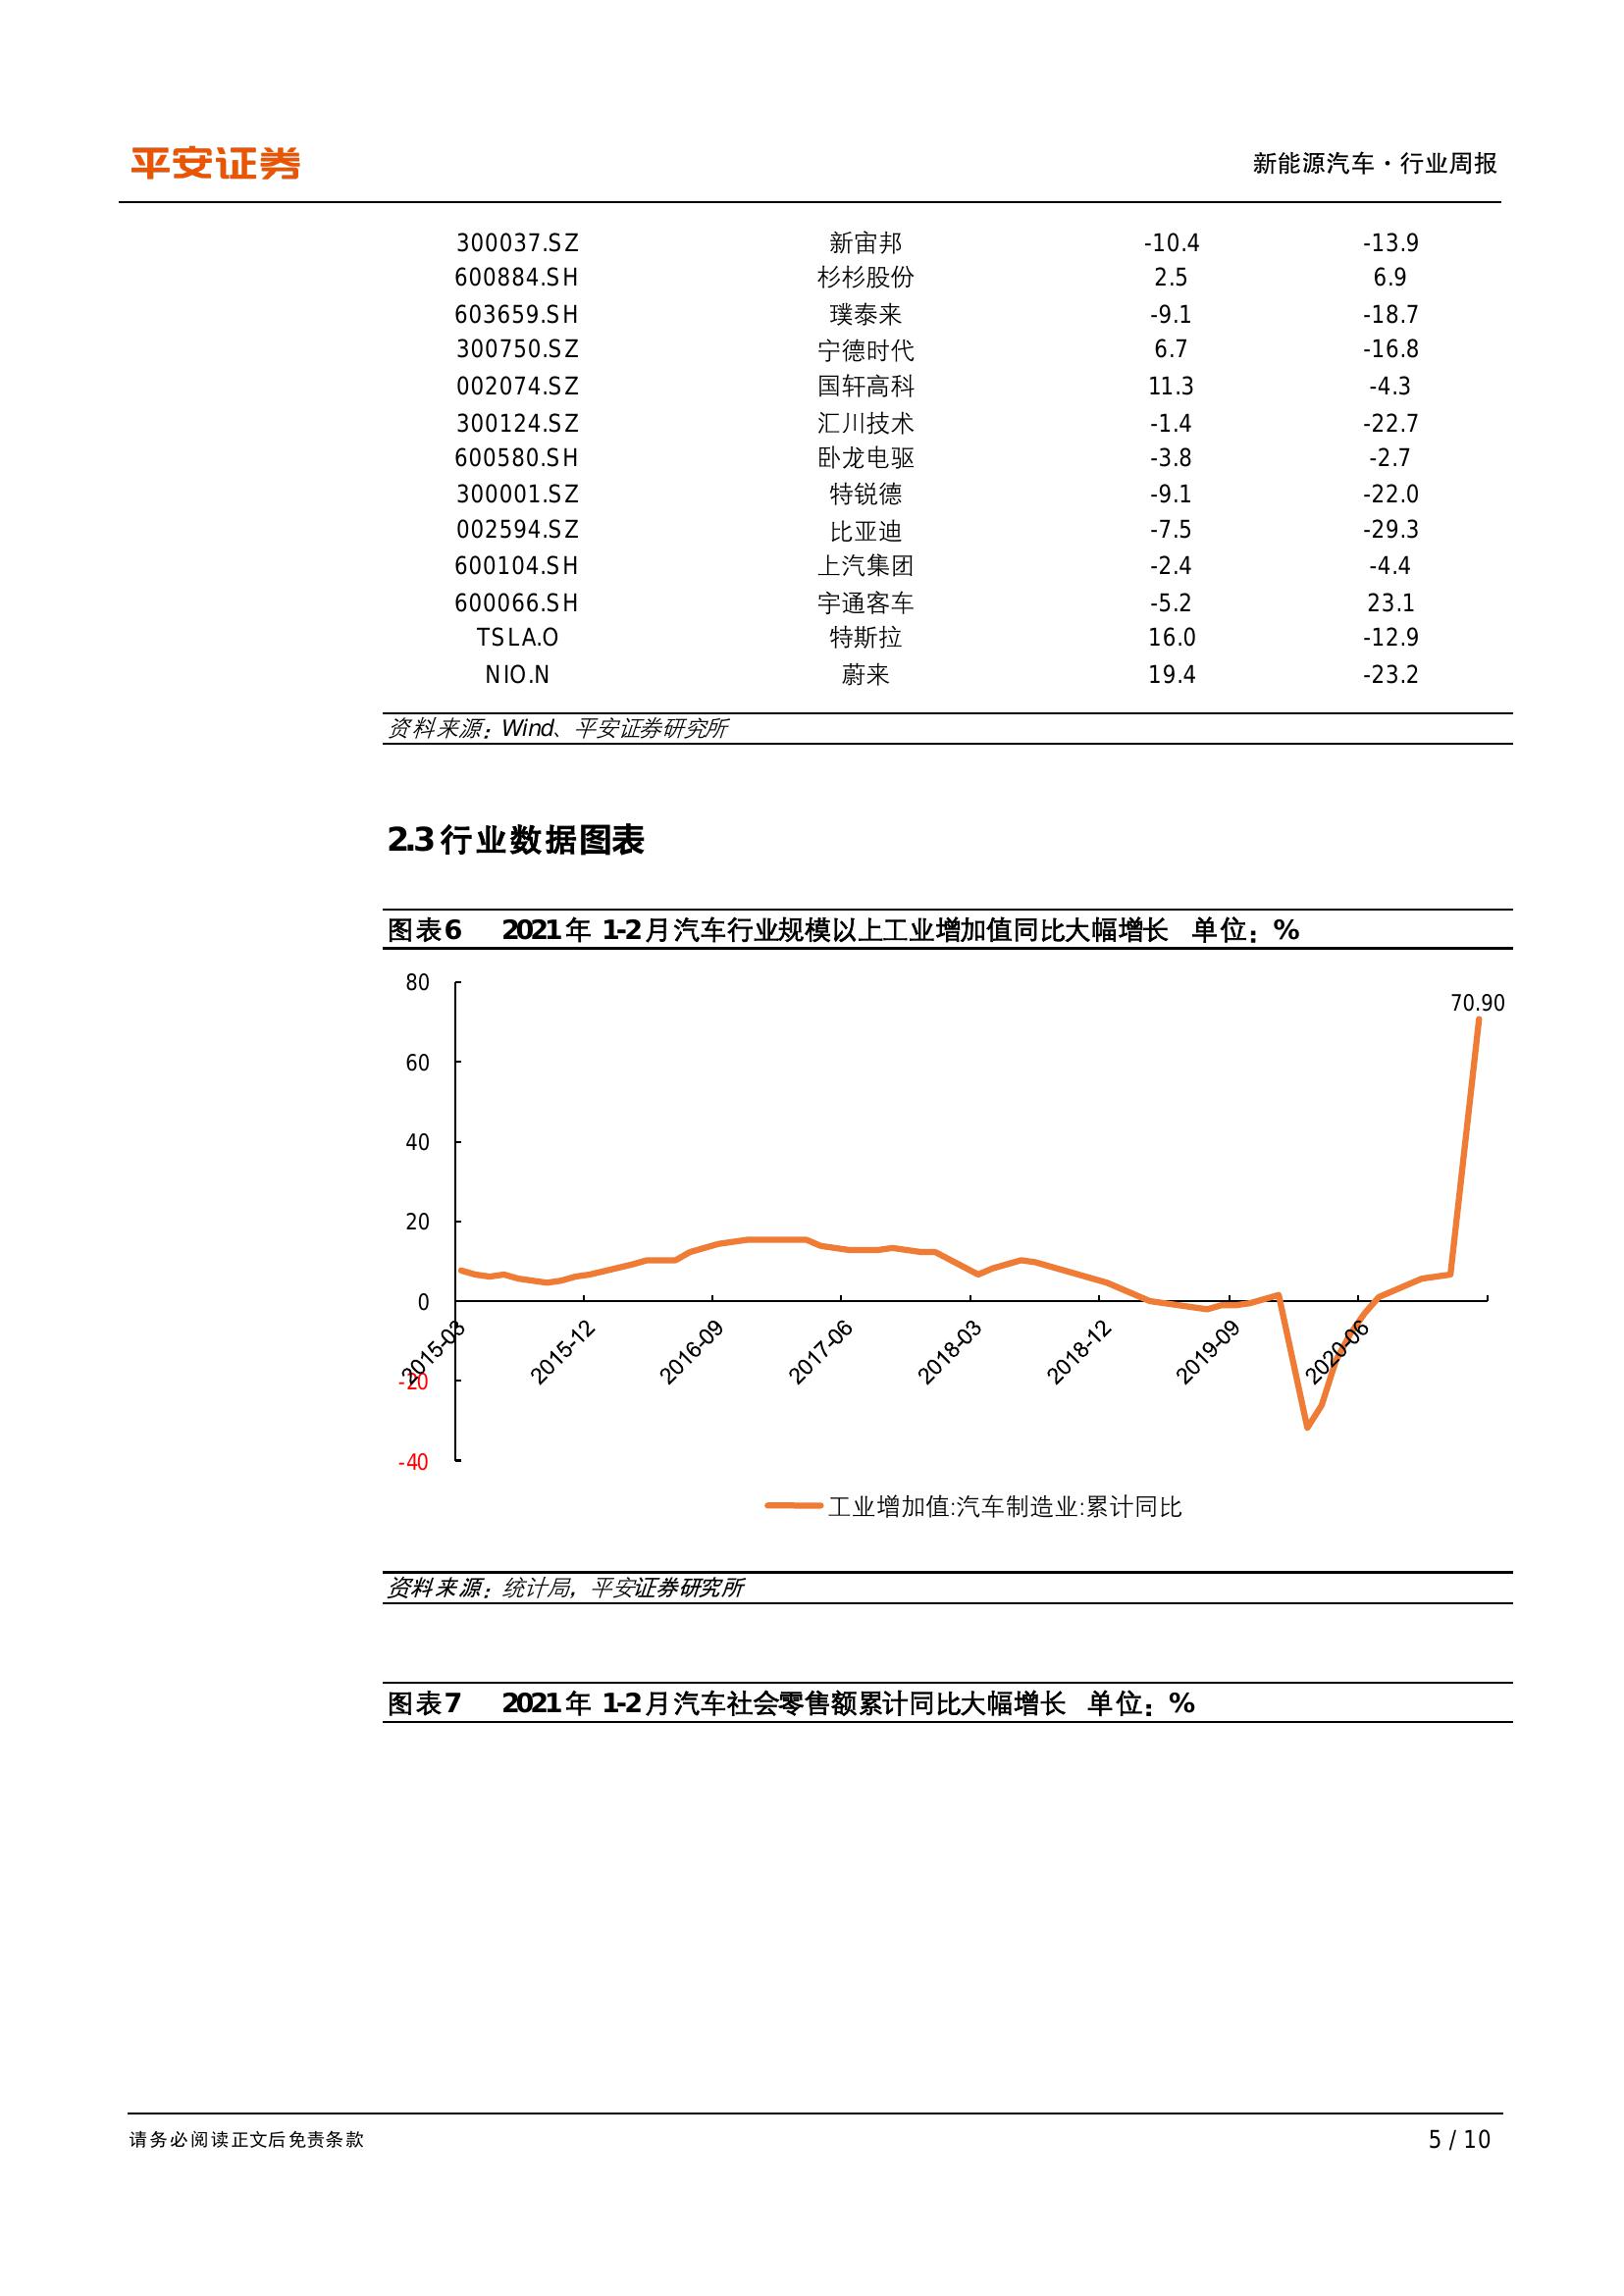 平安证券
新能源汽车·行业周报
300037.SZ 新宙邦 -10.4 -13.9
600884.SH 杉杉股份 2.5 6.9
603659.SH 璞泰来 -9.1 -18.7
300750.SZ 宁德时代 6.7 -16.8
002074.SZ 国轩高科 11.3 -4.3
300124.SZ 汇川技术 -1.4 -22.7
600580.SH 卧龙电驱 -3.8 -2.7
300001.SZ 特锐德 -9.1 -22.0
002594.SZ 比亚迪 -7.5 -29.3
600104.SH 上汽集团 -2.4 -4.4
600066.SH 宇通客车 -5.2 23.1
TSLA.O 特斯拉 16.0 -12.9
NIO.N 蔚来 19.4 -23.2
资料来源：Wind、平安证券研究所
2.3 行业数据图表
图表6 2021年 1-2月汽车行业规模以上工业增加值同比大幅增长 单位：%
80
70.90
60
40
20
0
2015-03 2015-12 2016-09 2017-06 2018-03 2018-12 2019-09 2020-06
-20
-40
工业增加值:汽车制造业:累计同比
资料来源：统计局，平安证券研究所
图表7 2021年 1-2月汽车社会零售额累计同比大幅增长 单位：%
请务必阅读正文后免责条款
5 / 10